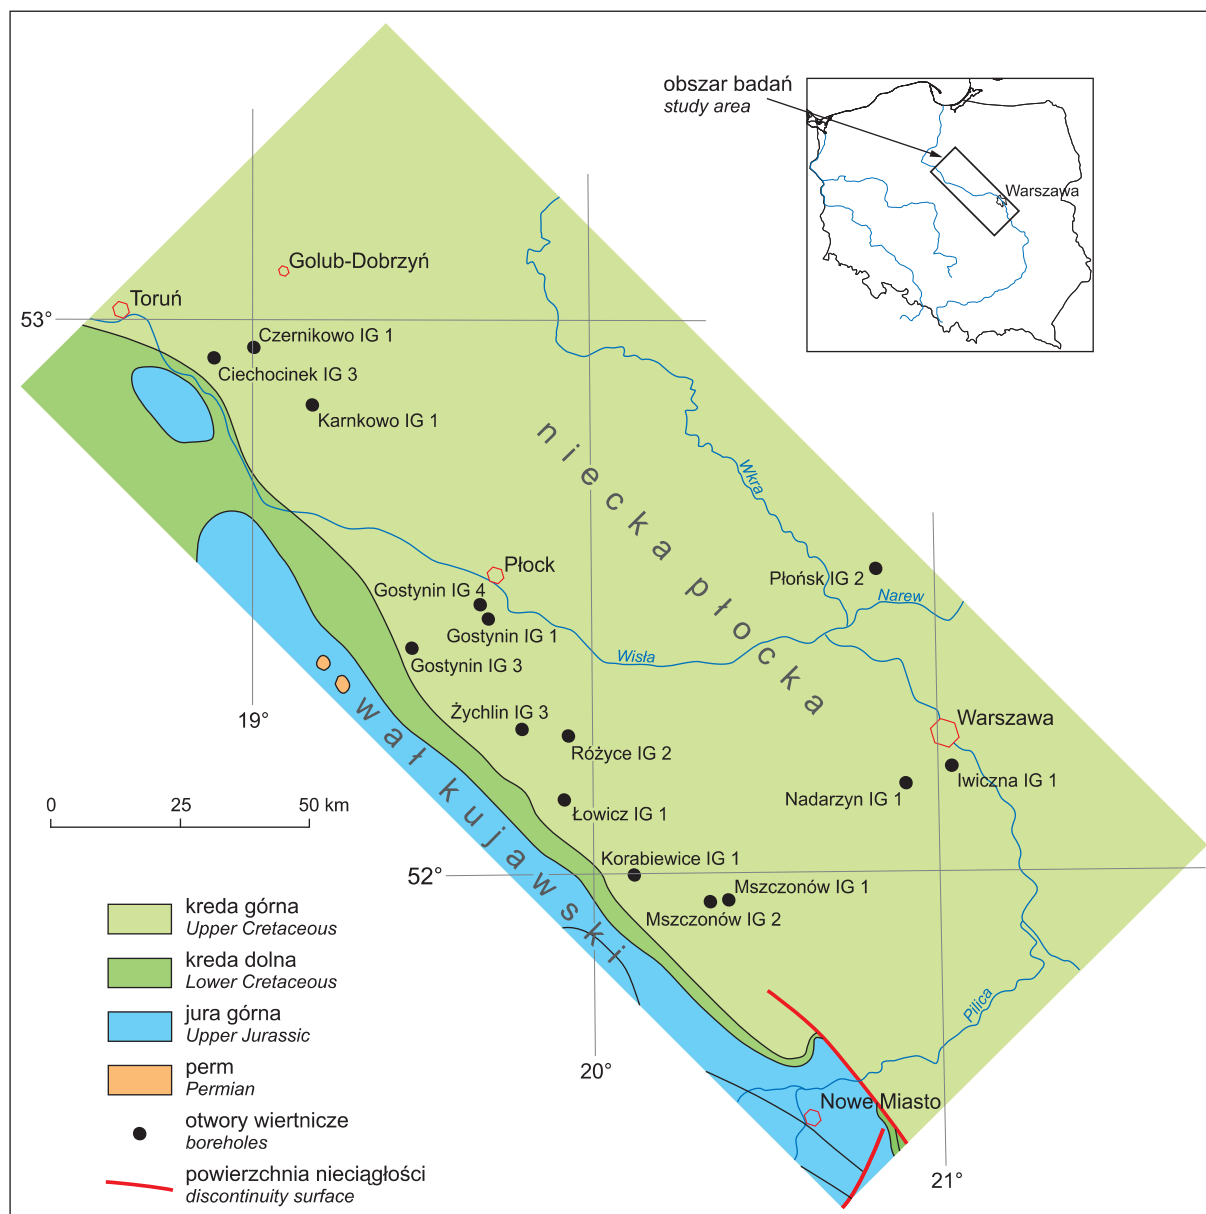 obszar badań
study area
Warszawa
Golub-Dobrzyń
Toruń
53°
Czernikowo IG 1
Ciechocinek IG 3
Karnkowo IG 1
niecka płocka
Wkra
Płock
Płońsk IG 2
Gostynin IG 4
Narew
Gostynin IG 1
Wisła
Gostynin IG 3
wał kujawski
19°
Żychlin IG 3
Warszawa
Różyce IG 2
Iwiczna IG 1
Nadarzyn IG 1
0 25 50 km
Łowicz IG 1
Korabiewice IG 1
52°
Mszczonów IG 1
Mszczonów IG 2
Pilica
20°
Nowe Miasto
21°
kreda górna
Upper Cretaceous
kreda dolna
Lower Cretaceous
jura górna
Upper Jurassic
perm
Permian
otwory wiertnicze
boreholes
powierzchnia nieciągłości
discontinuity surface